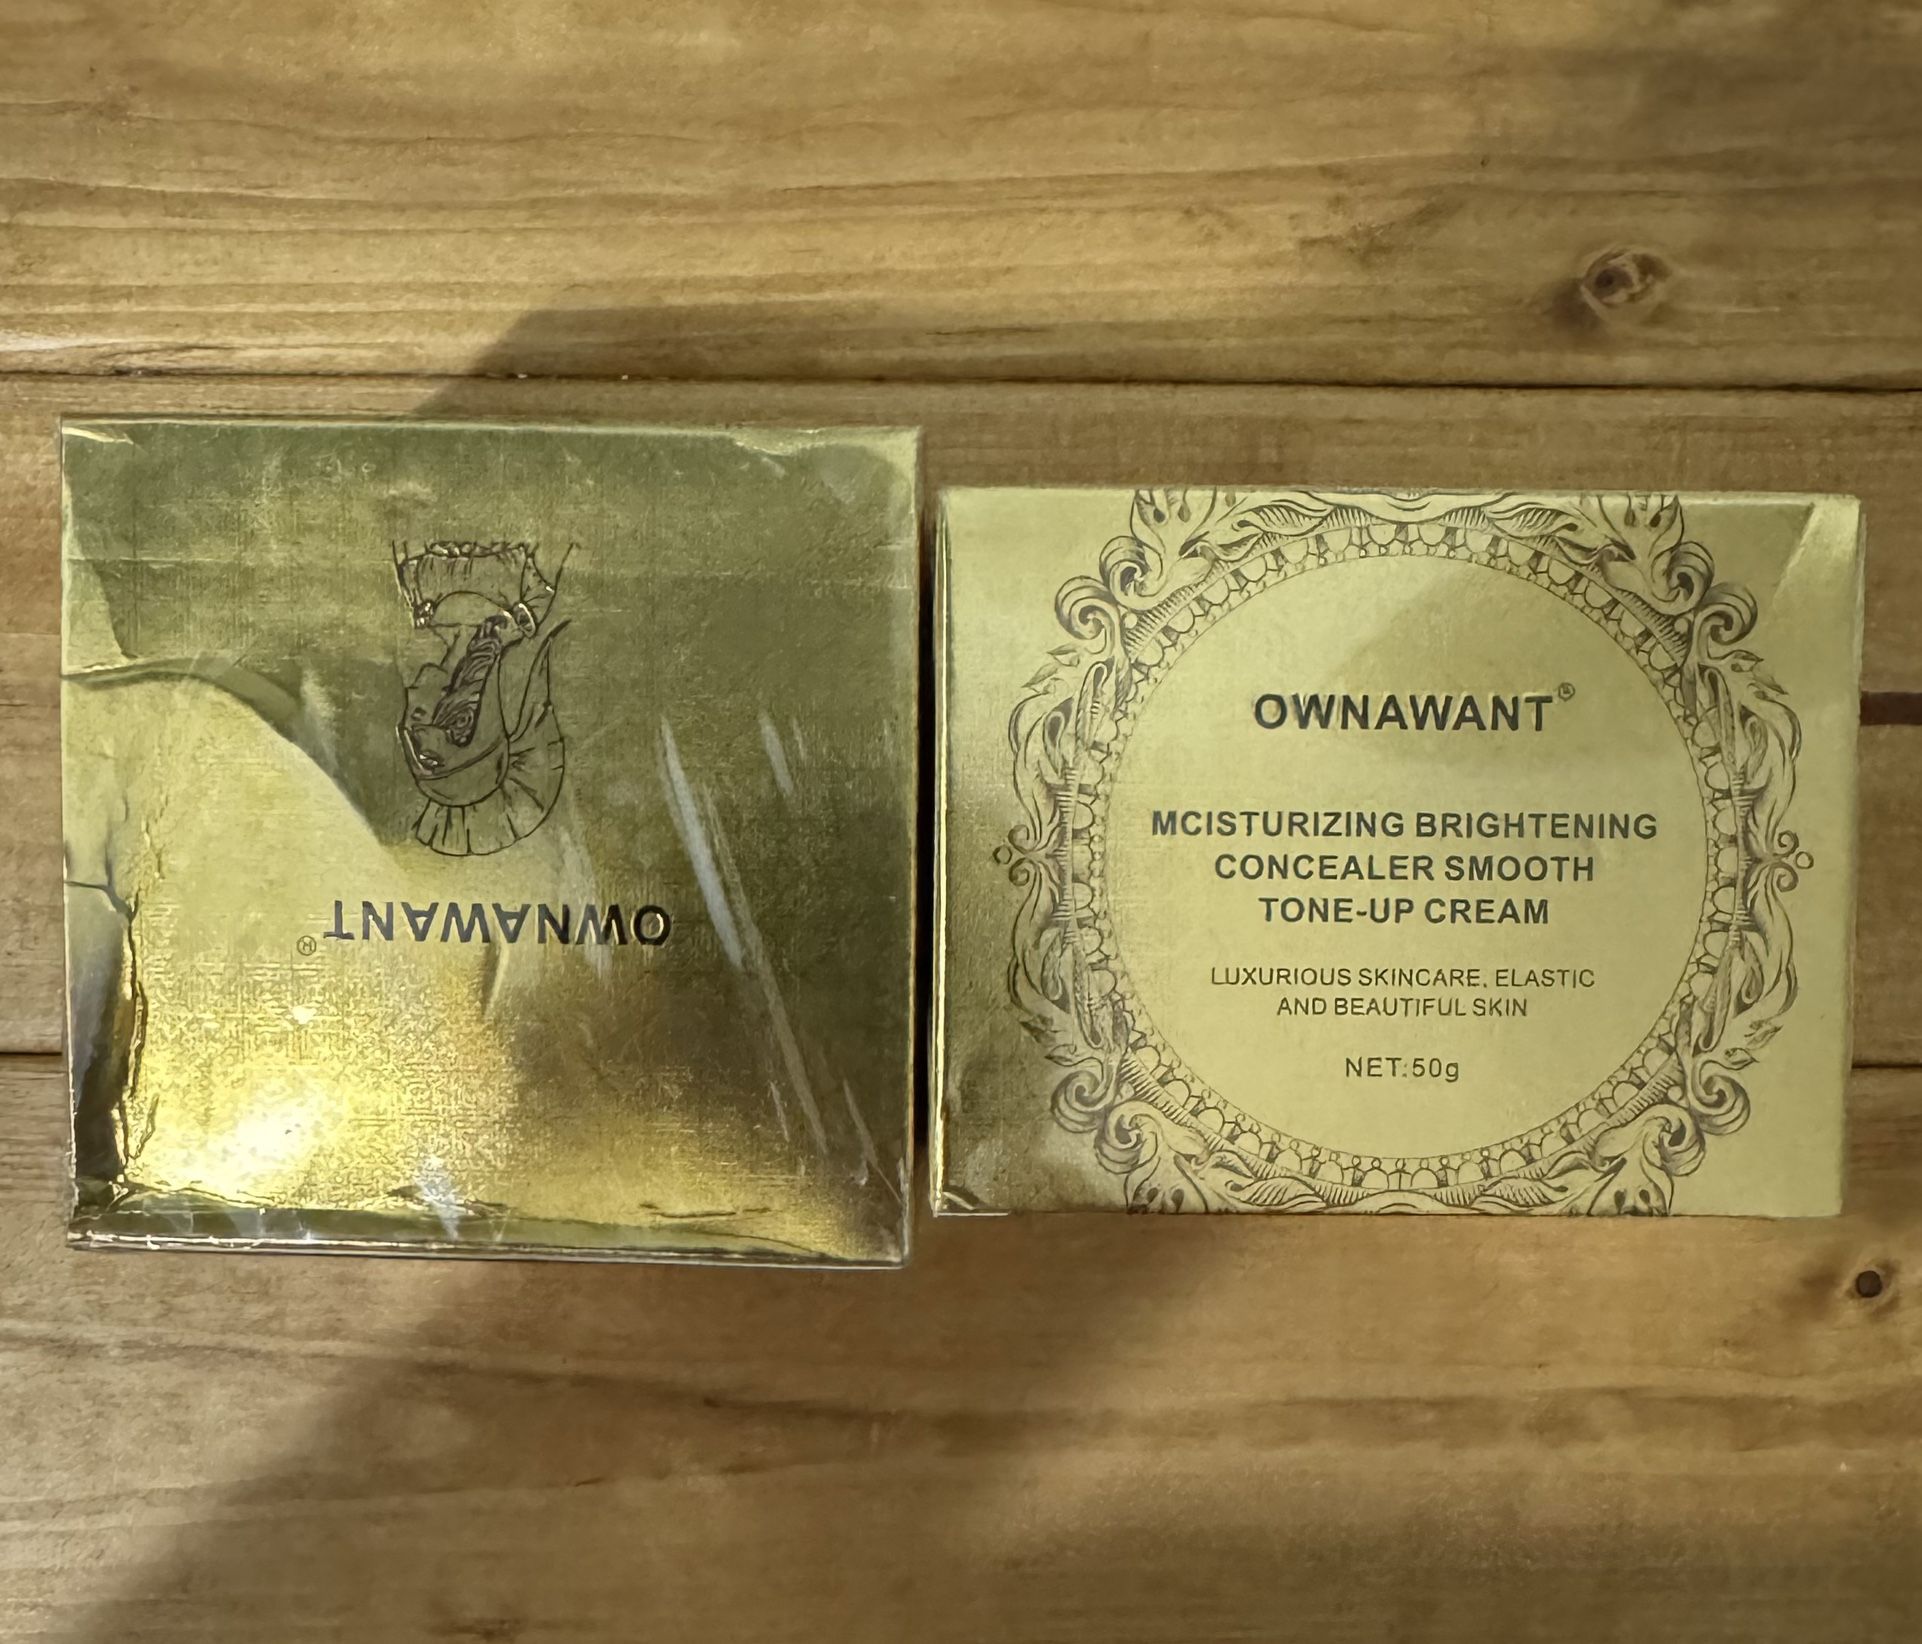 OWNAWANT®
OWNAWANT®
MCISTURIZING BRIGHTENING
CONCEALER SMOOTH
TONE-UP CREAM
LUXURIOUS SKINCARE, ELASTIC
AND BEAUTIFUL SKIN
NET:50g